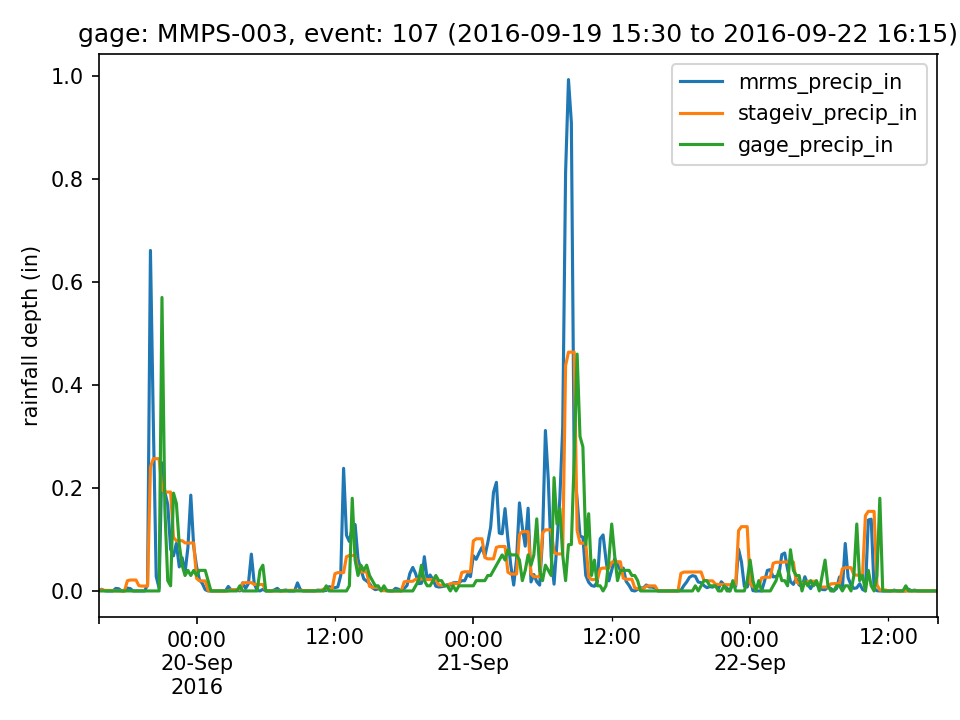 gage: MMPS-003, event: 107 (2016-09-19 15:30 to 2016-09-22 16:15)
mrms_precip_in
stageiv_precip_in
gage_precip_in
rainfall depth (in)
1.0
0.8
0.6
0.4
0.2
0.0
00:00 12:00 00:00 12:00 00:00 12:00
20-Sep 21-Sep 22-Sep
2016